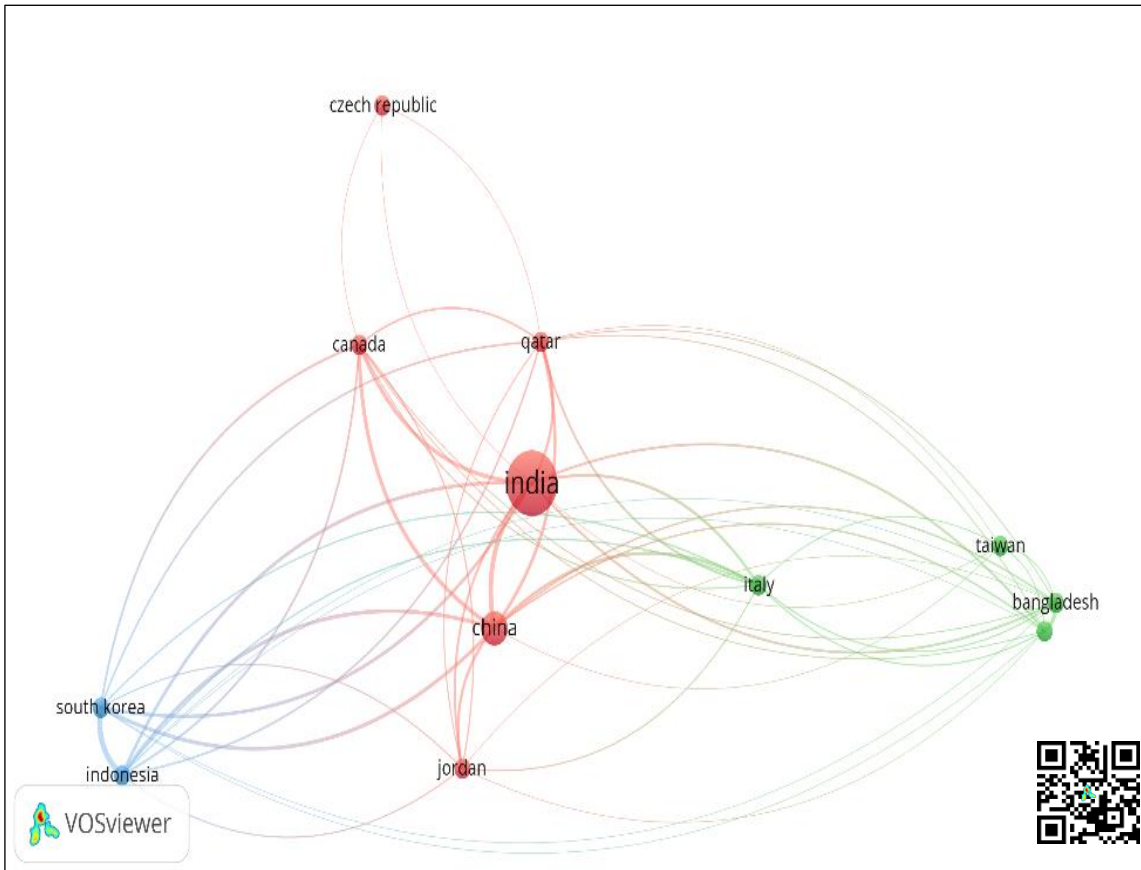 czech republic
canada
qatar
india
taiwan
italy
bangladesh
china
south korea
jordan
indonesia
VOSviewer